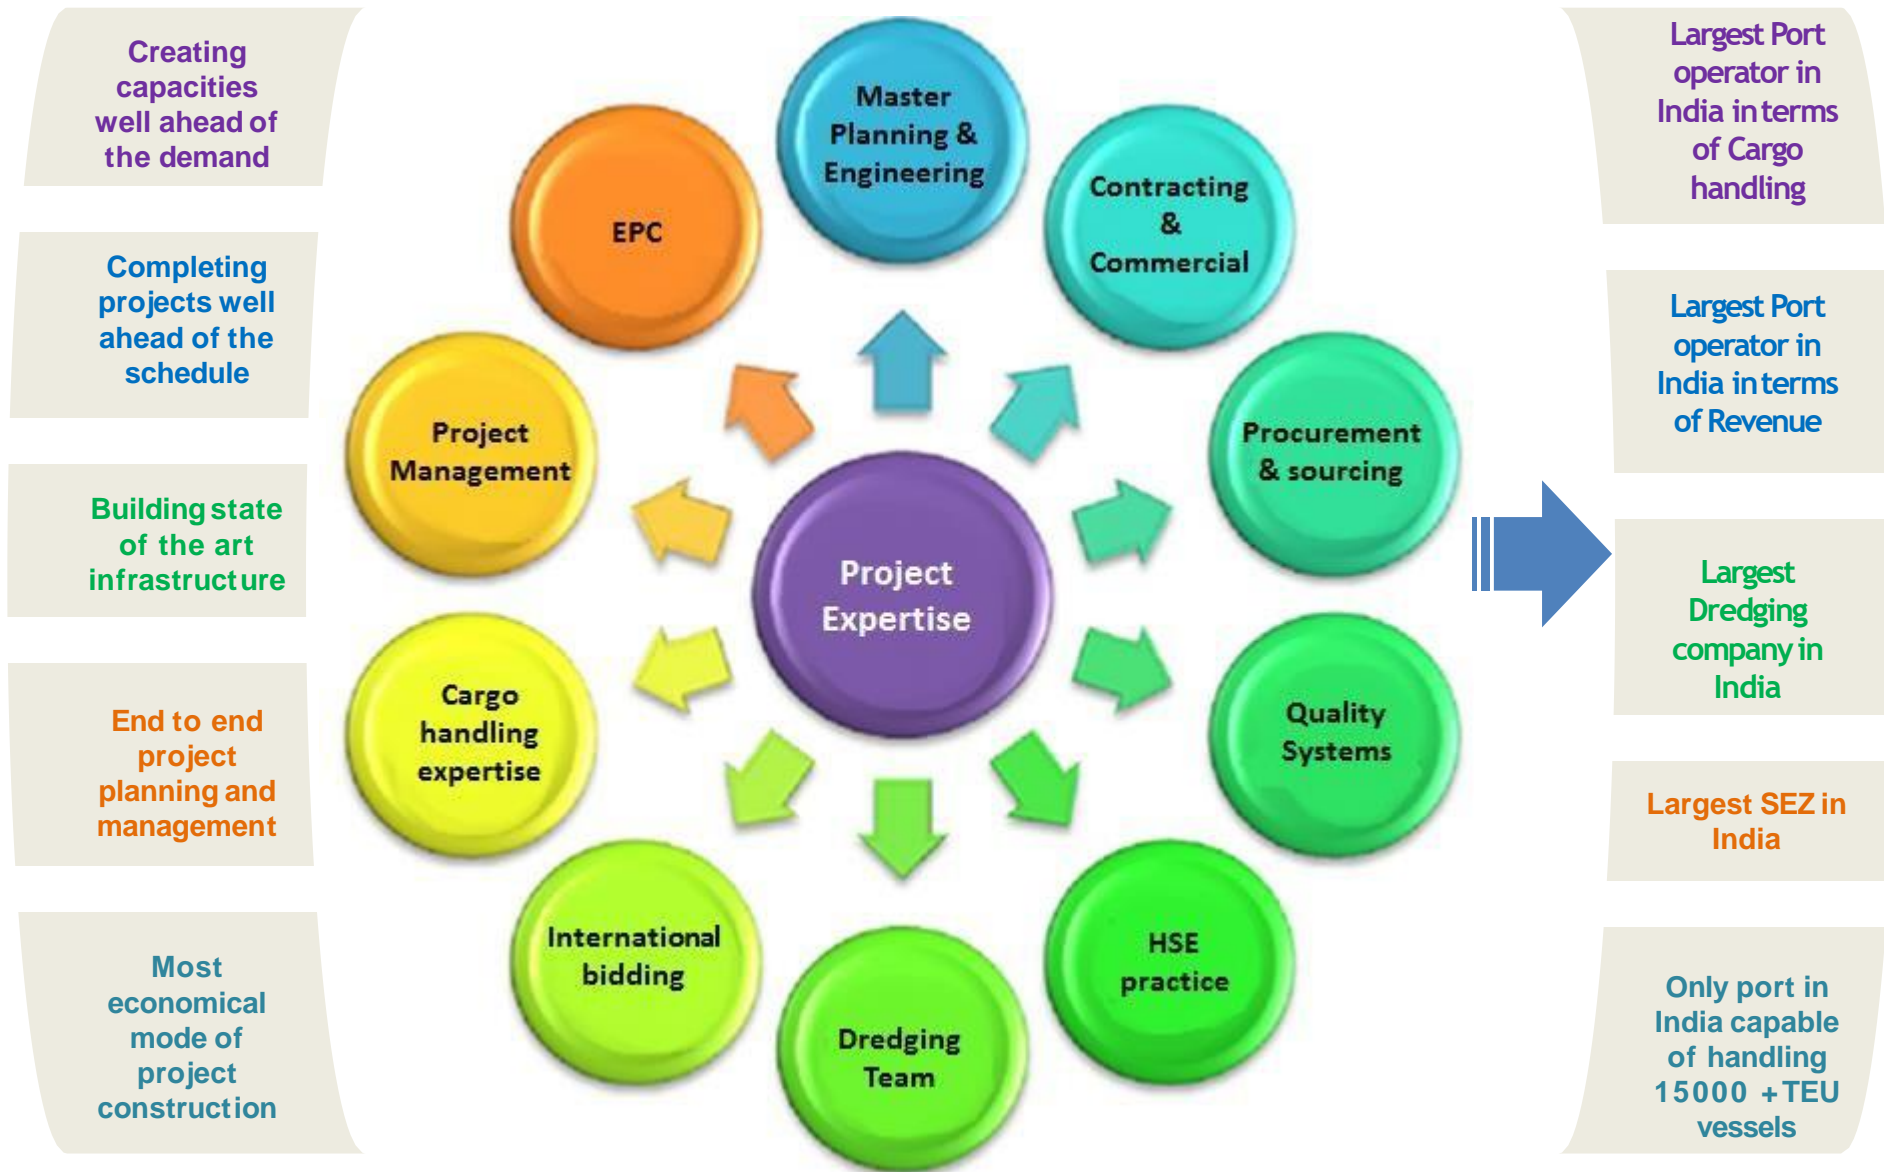 Creating
capacities
well ahead of
the demand
Completing
projects well
ahead of the
schedule
Building state
of the art
infrastructure
End to end
project
planning and
management
Most
economical
mode of
project
construction
Master
Planning &
Engineering
Contracting
&
Commercial
Procurement
& sourcing
Quality
Systems
HSE
practice
Dredging
Team
International
bidding
Cargo
handling
expertise
Project
Management
EPC
Project
Expertise
Largest Port
operator in
India in terms
of Cargo
handling
Largest Port
operator in
India in terms
of Revenue
Largest
Dredging
company in
India
Largest SEZ in
India
Only port in
India capable
of handling
15000 +TEU
vessels